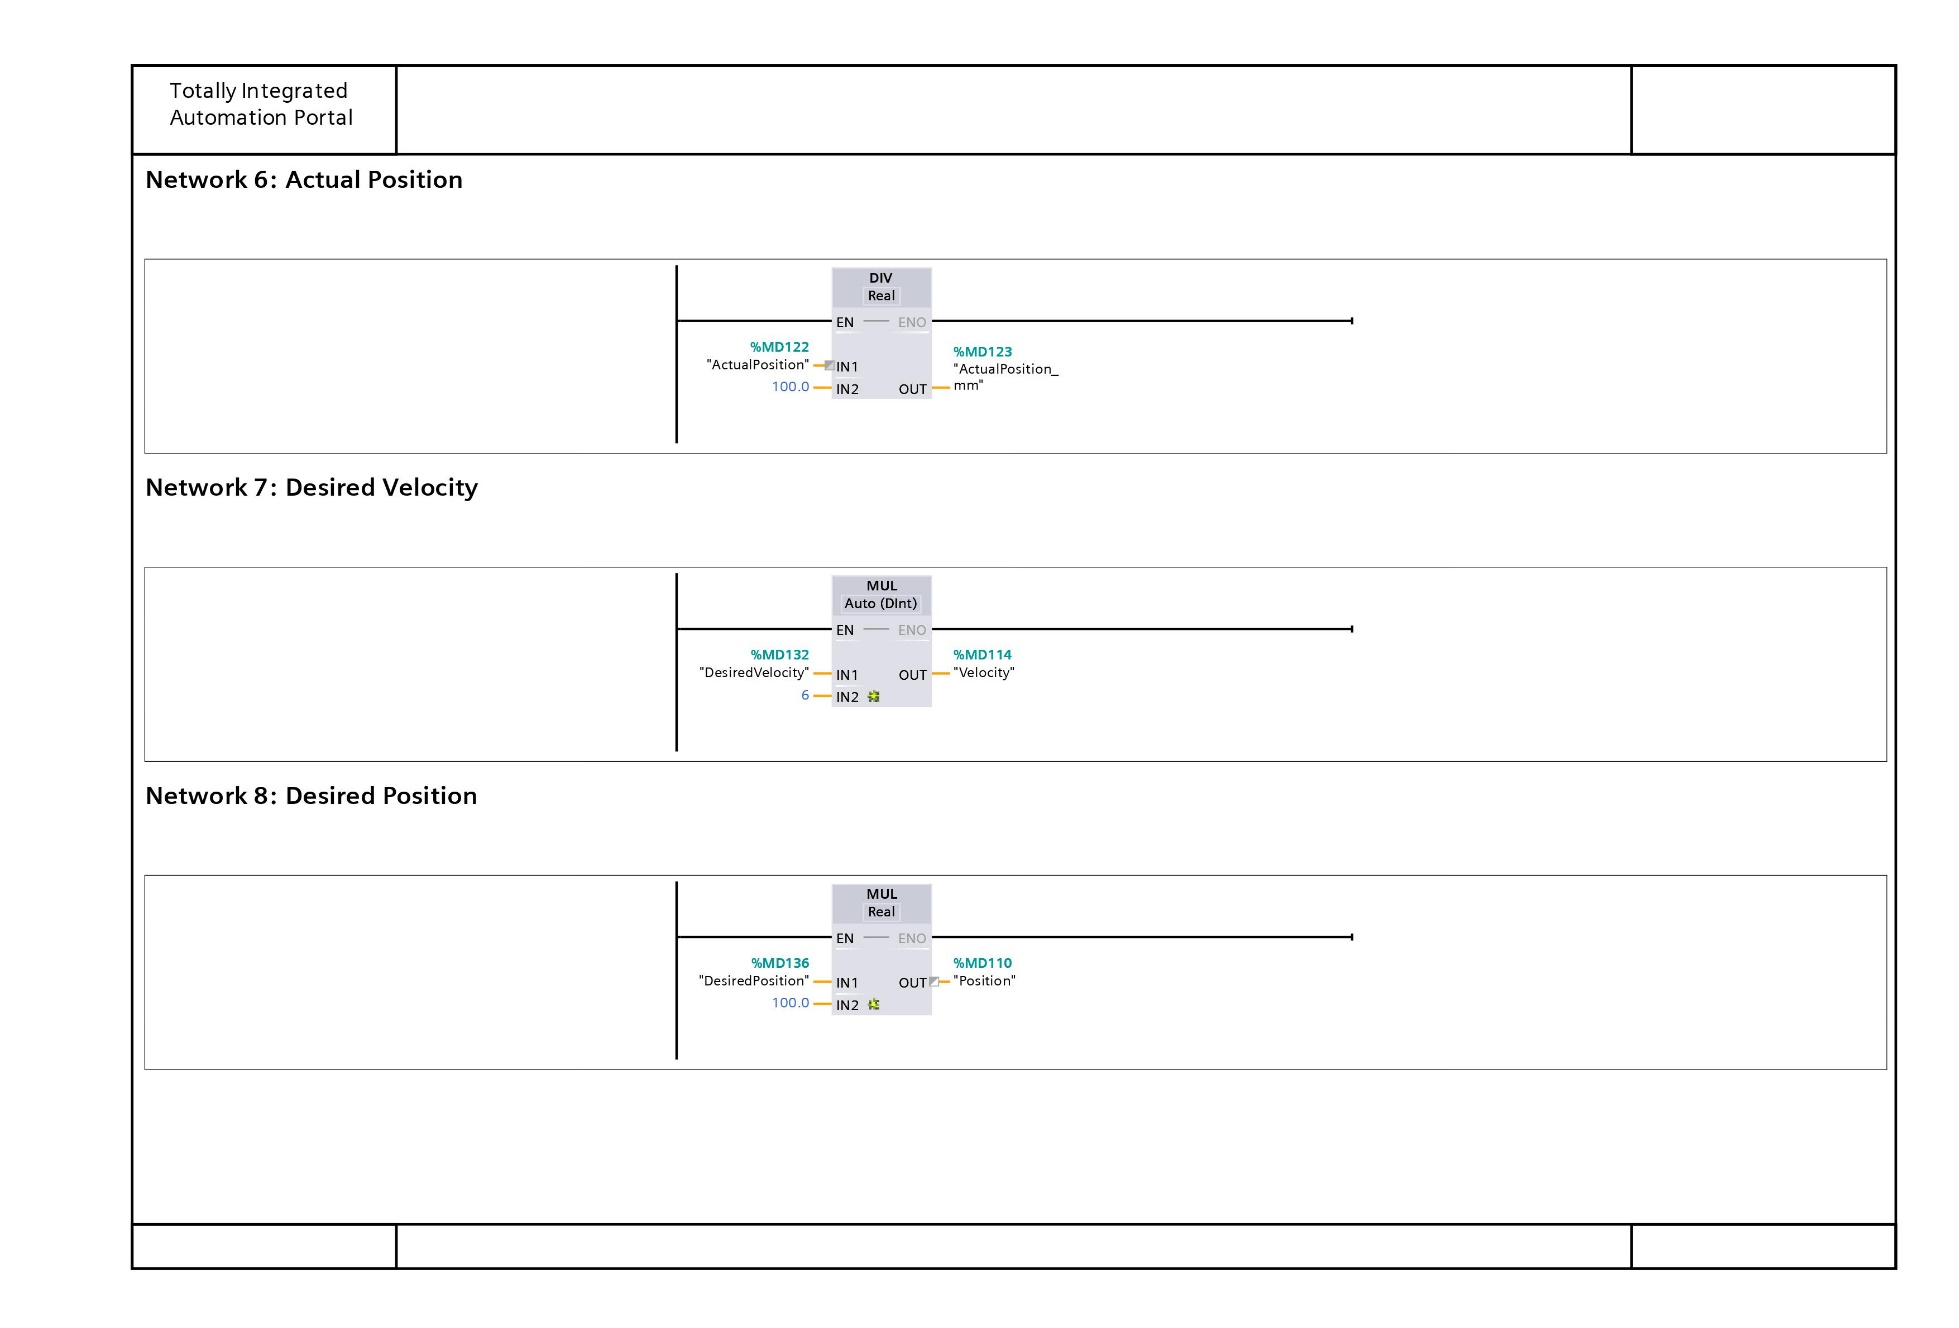 Totally Integrated
Automation Portal
Network 6: Actual Position
DIV
Real
EN ENO
%MD122
"ActualPosition" IN1
100.0 IN2 OUT
%MD123
"ActualPosition_
mm"
Network 7: Desired Velocity
MUL
Auto (DInt)
EN ENO
%MD132 %MD114
"DesiredVelocity" IN1 OUT "Velocity"
6 IN2
Network 8: Desired Position
MUL
Real
EN ENO
%MD136 %MD110
"DesiredPosition" IN1 OUT "Position"
100.0 IN2